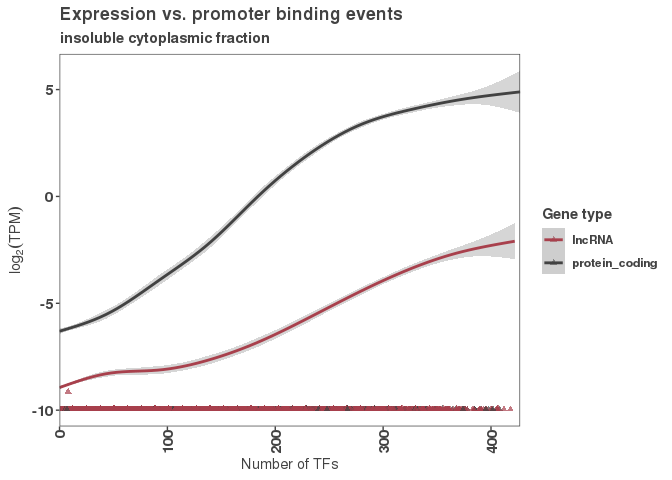 Expression vs. promoter binding events
insoluble cytoplasmic fraction
5
0
-5
-10
log2(TPM)
0
100
200
300
400
Number of TFs
Gene type
lncRNA
protein_coding